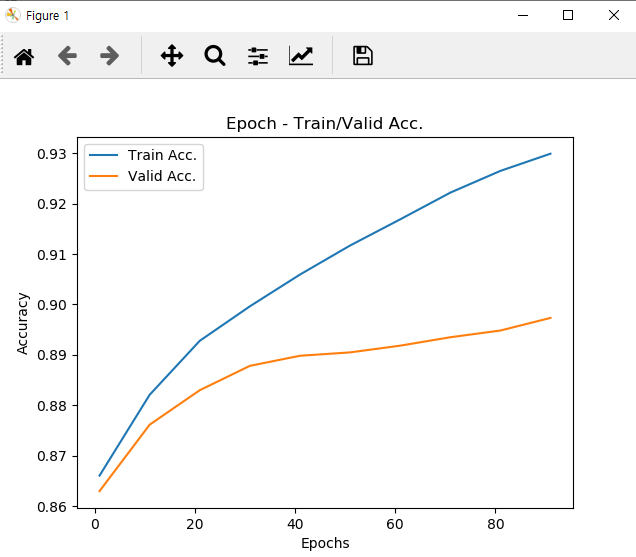 Figure 1
Epoch - Train/Valid Acc.
Train Acc.
Valid Acc.
0.93
0.92
0.91
0.90
0.89
0.88
0.87
0.86
Accuracy
0 20 40 60 80
Epochs